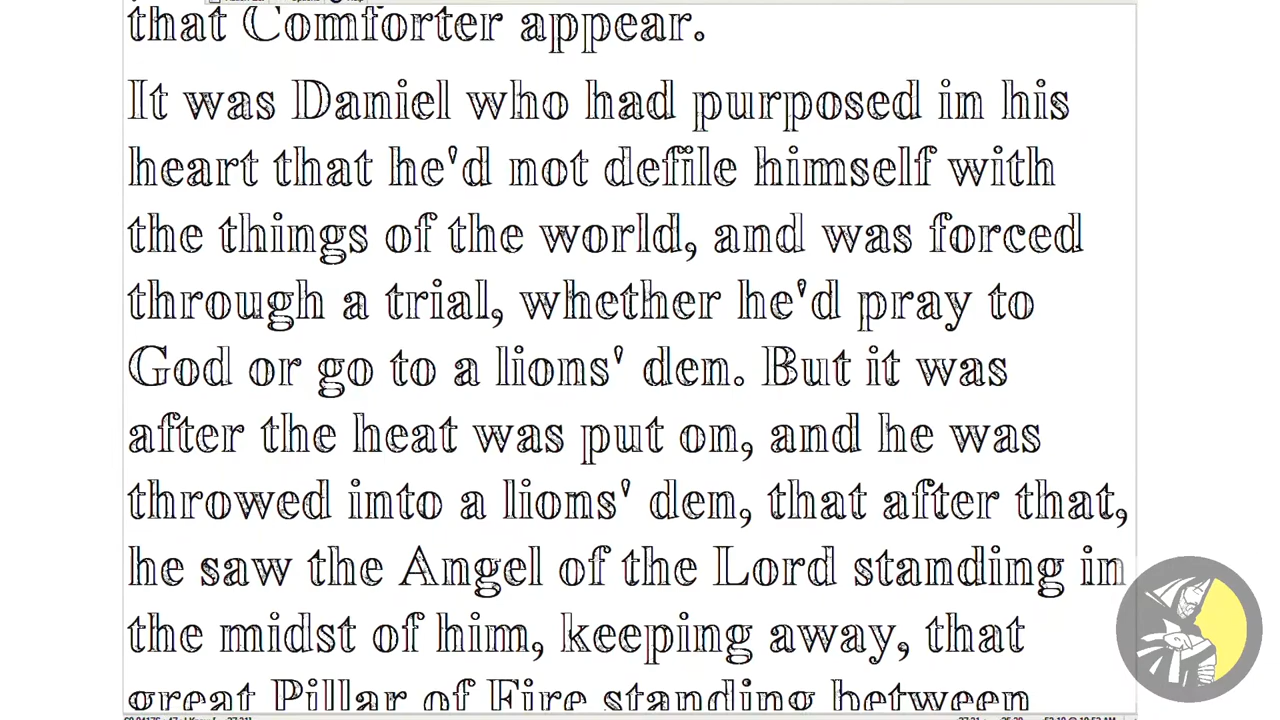 that Comforter appear.
It was Daniel who had purposed in his
heart that he'd not defile himself with
the things of the world, and was forced
through a trial, whether he'd pray to
God or go to a lions' den. But it was
after the heat was put on, and he was
throwed into a lions' den, that after that,
he saw the Angel of the Lord standing in
the midst of him, keeping away, that
great Pillar of Fire standing between